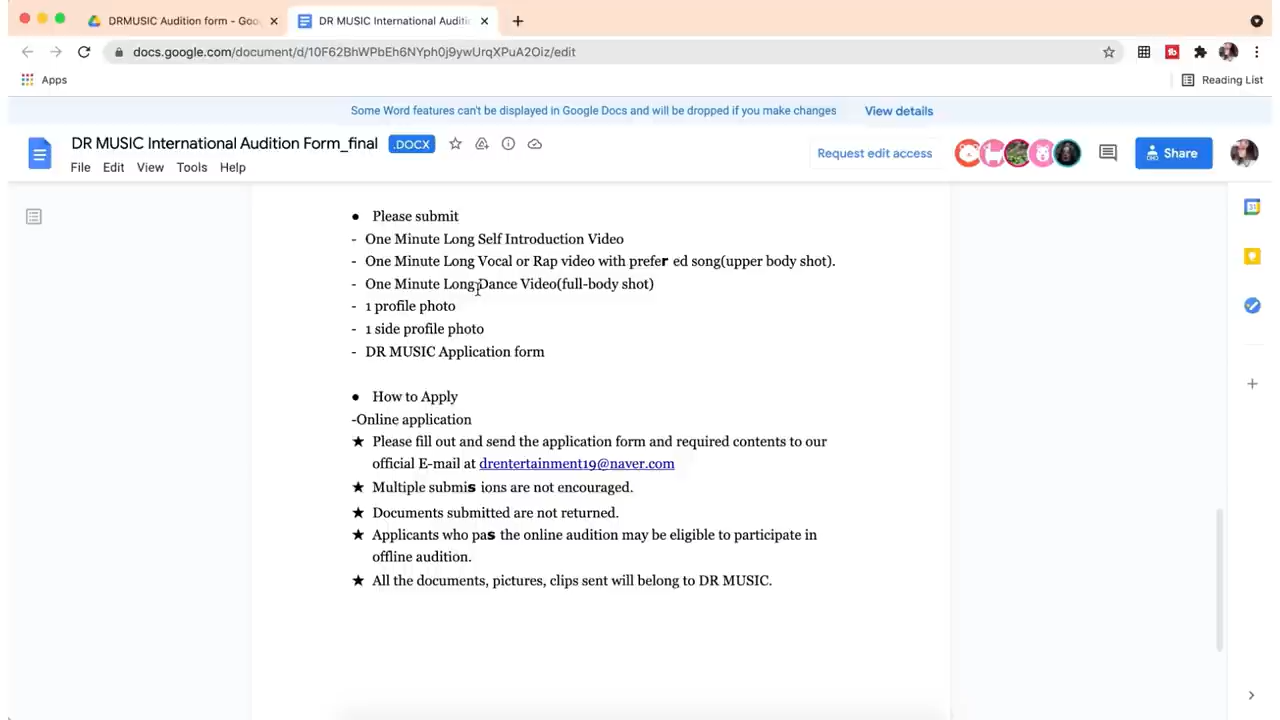 DRMUSIC Audition form - Goo
DR MUSIC International Auditi
docs.google.com/document/d/10F62BhWPbEh6NYph0j9ywUrqXPuA2Oiz/edit
Apps
Reading List
Some Word features can't be displayed in Google Docs and will be dropped if you make changes
View details
DR MUSIC International Audition Form_final
.DOCX
Request edit access
Share
File Edit View Tools Help
● Please submit
- One Minute Long Self Introduction Video
- One Minute Long Vocal or Rap video with prefer ed song(upper body shot).
- One Minute Long Dance Video(full-body shot)
- 1 profile photo
- 1 side profile photo
- DR MUSIC Application form
● How to Apply
-Online application
★ Please fill out and send the application form and required contents to our
official E-mail at drentertainment19@naver.com
★ Multiple submis ions are not encouraged.
★ Documents submitted are not returned.
★ Applicants who pas the online audition may be eligible to participate in
offline audition.
★ All the documents, pictures, clips sent will belong to DR MUSIC.
31